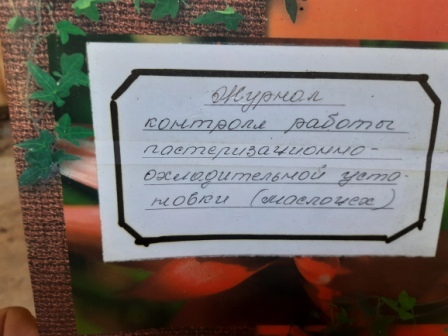 Журнал
контроля работы
пастеризационно-
охладительной уста-
новки (маслоцех)